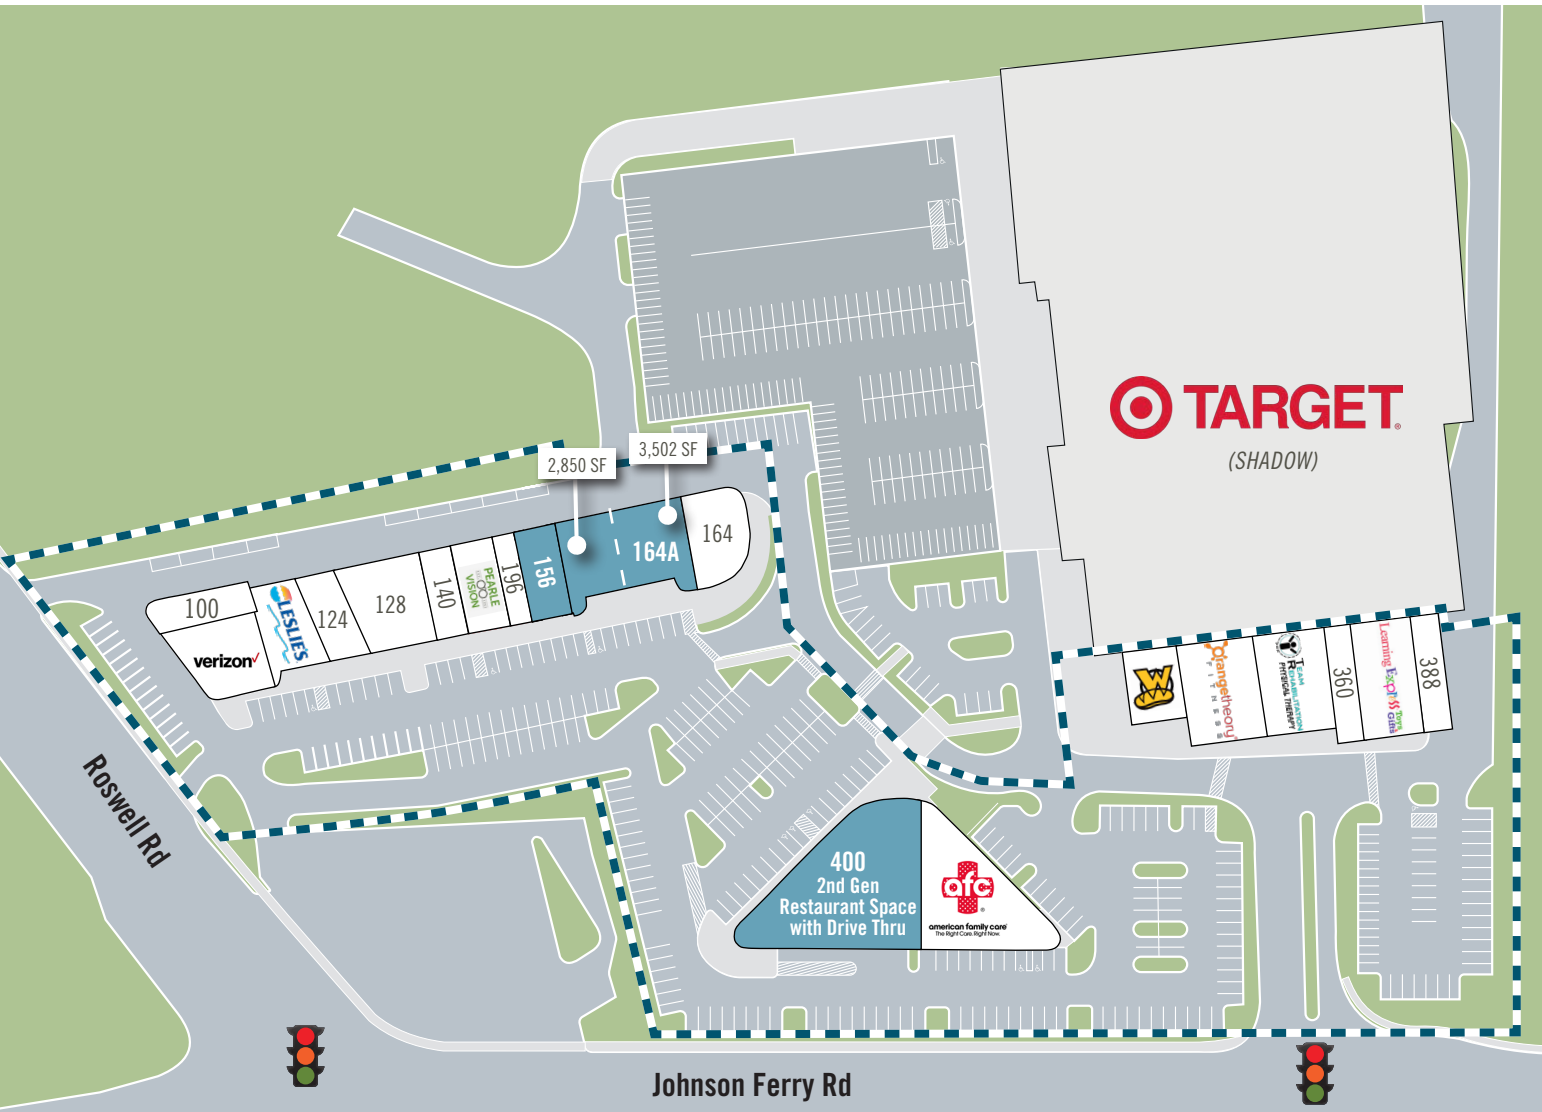 TARGET
(SHADOW)
2,850 SF
3,502 SF
100
verizon
LESLIE'S
124
128
140
PEARLE
VISION
196
156
164A
164
W
Orangetheory
FITNESS
TEAM
REHABILITATION
PHYSICAL THERAPY
360
Learning Express
Toys
Gifts
388
Roswell Rd
400
2nd Gen
Restaurant Space
with Drive Thru
afc
american family care
The Right Care. Right Now.
Johnson Ferry Rd